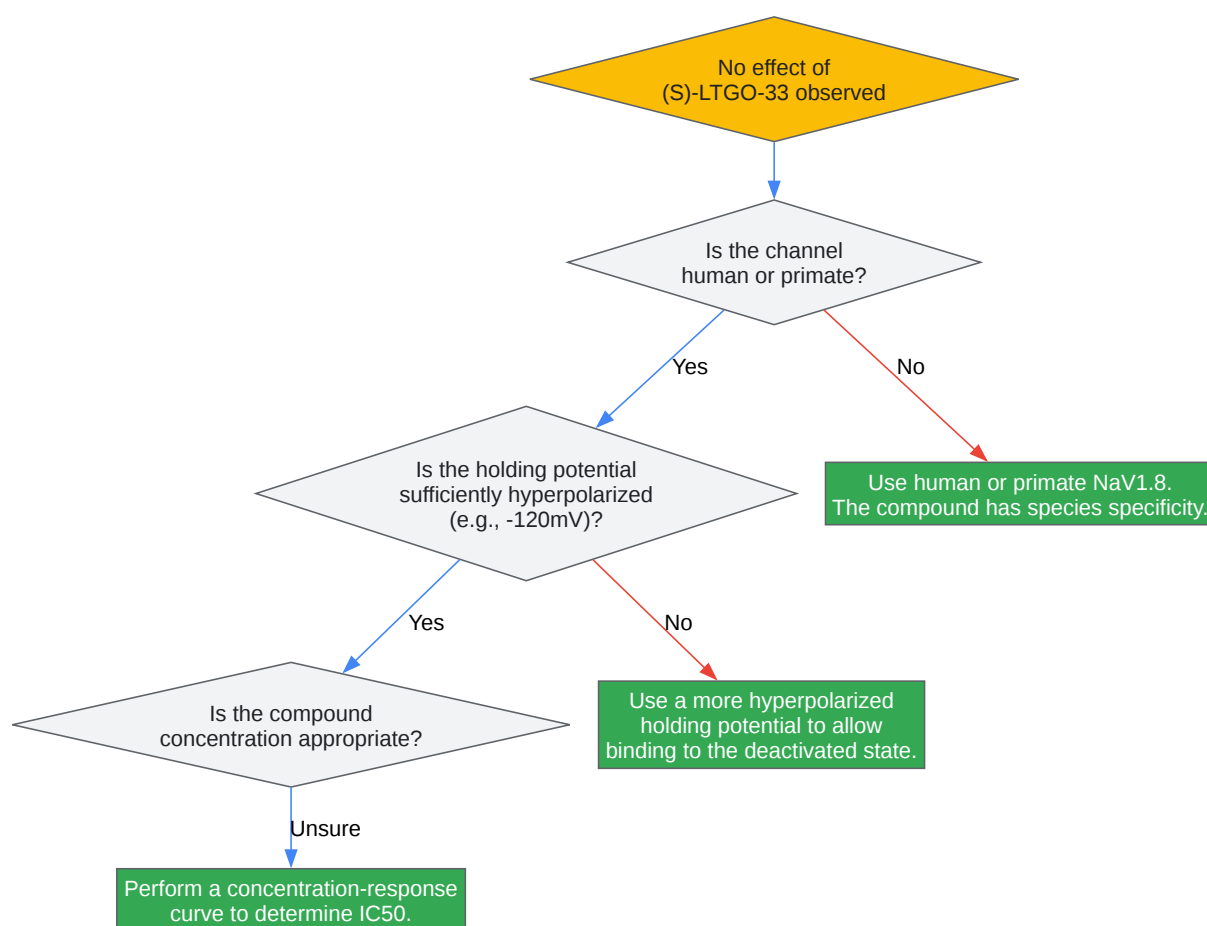 No effect of
(S)-LTGO-33 observed
Is the channel
human or primate?
Yes
No
Is the holding potential
sufficiently hyperpolarized
(e.g., -120mV)?
Use human or primate NaV1.8.
The compound has species specificity.
Yes
No
Is the compound
concentration appropriate?
Use a more hyperpolarized
holding potential to allow
binding to the deactivated state.
Unsure
Perform a concentration-response
curve to determine IC50.